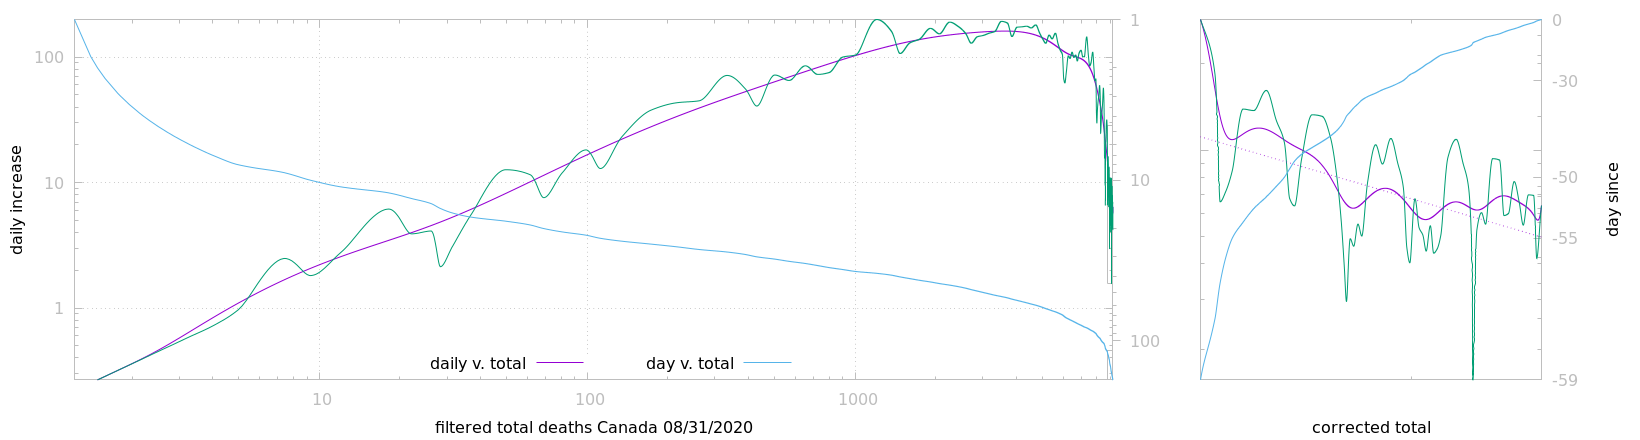 100
10
1
daily increase
10
100
1000
1
10
100
daily v. total
day v. total
filtered total deaths Canada 08/31/2020
0
-30
-50
-55
-59
day since
corrected total